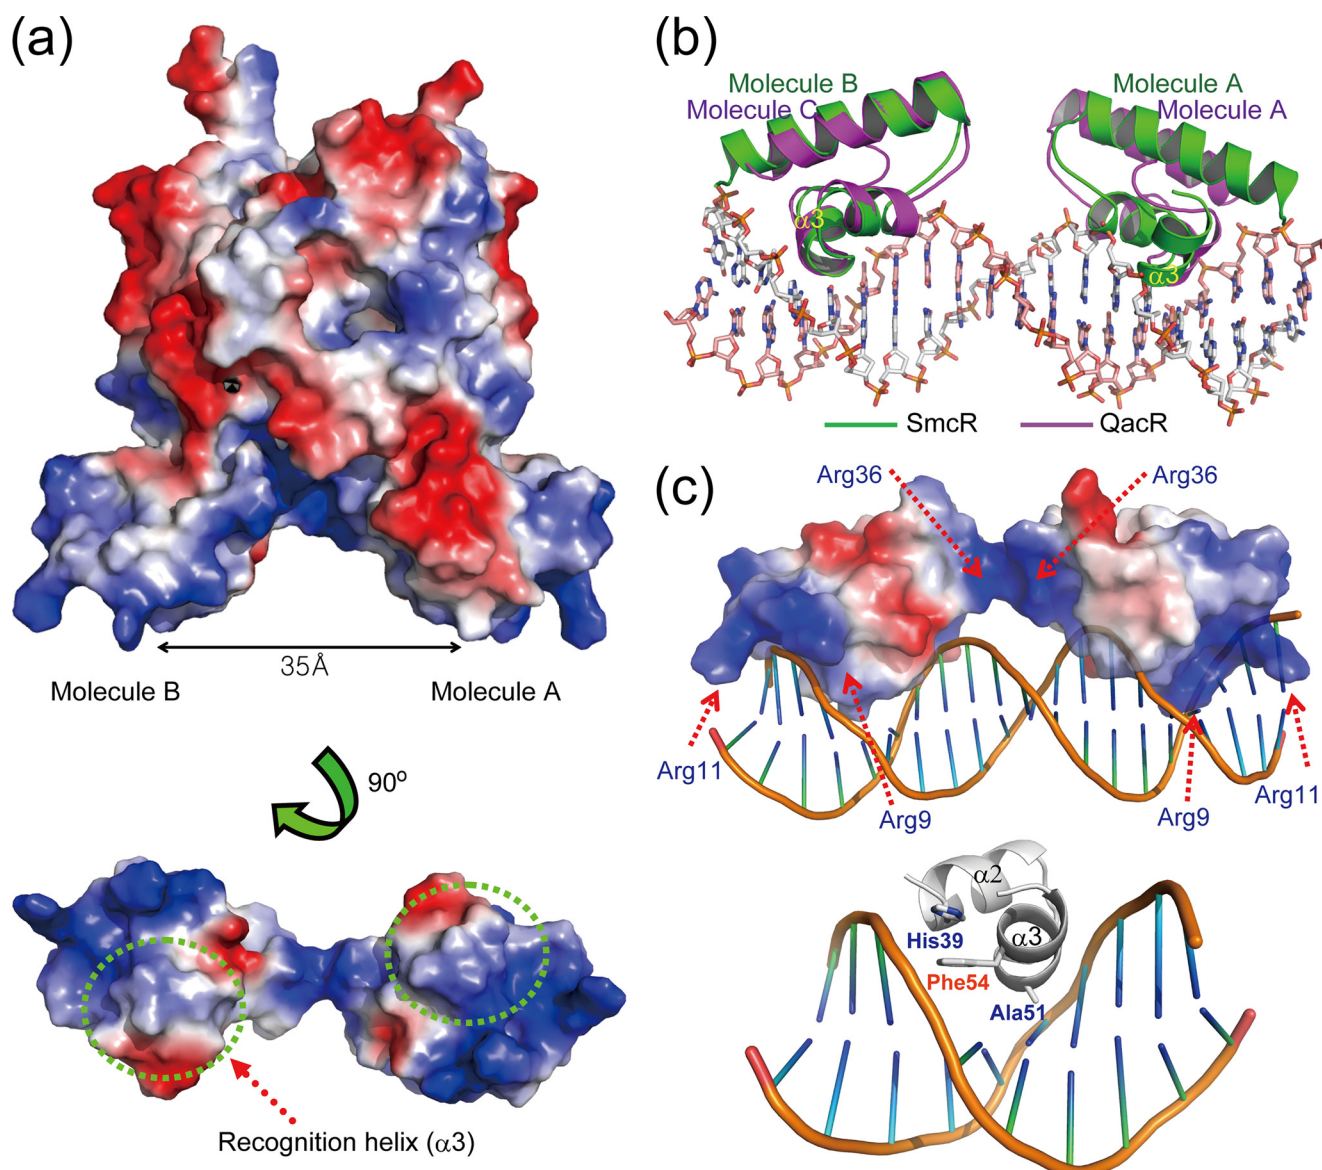 (a)
35Å
Molecule B
Molecule A
90o
Recognition helix (α3)
(b)
Molecule B
Molecule A
Molecule C
Molecule A
α3
α3
SmcR
QacR
(c)
Arg36
Arg36
Arg11
Arg9
Arg9
Arg11
α2
α3
His39
Phe54
Ala51